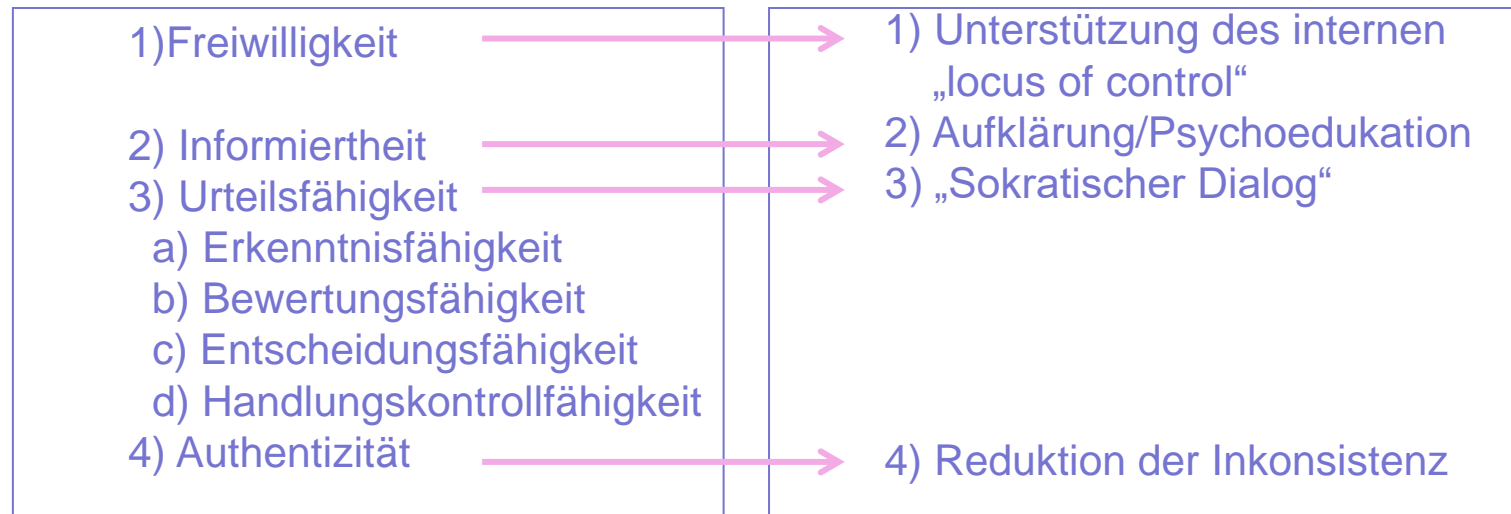 1)Freiwilligkeit
2) Informiertheit
3) Urteilsfähigkeit
a) Erkenntnisfähigkeit
b) Bewertungsfähigkeit
c) Entscheidungsfähigkeit
d) Handlungskontrollfähigkeit
4) Authentizität
1) Unterstützung des internen
„locus of control“
2) Aufklärung/Psychoedukation
3) „Sokratischer Dialog“
4) Reduktion der Inkonsistenz